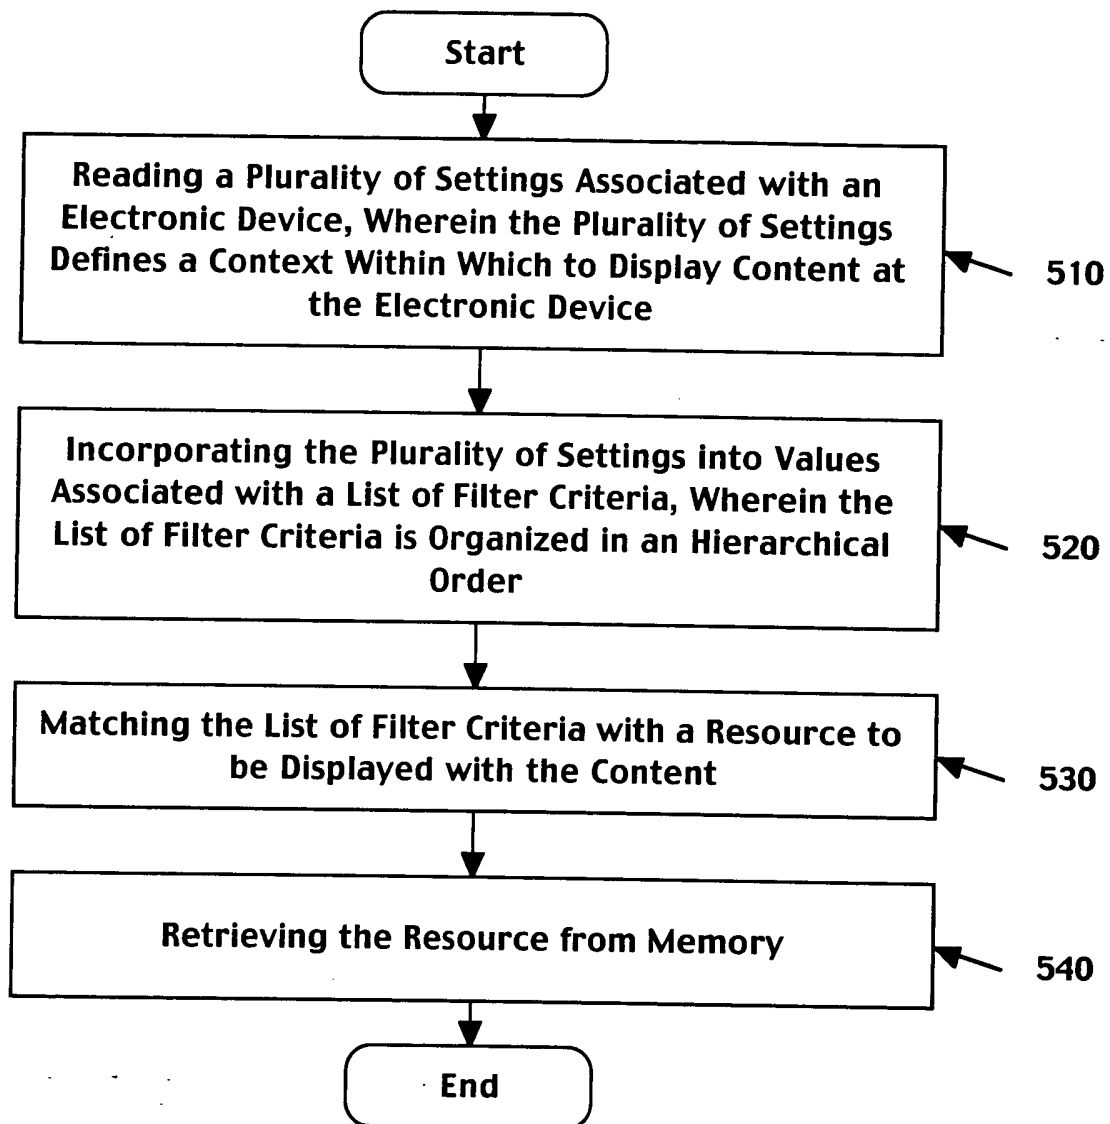 Start
Reading a Plurality of Settings Associated with an
Electronic Device, Wherein the Plurality of Settings
Defines a Context Within Which to Display Content at
the Electronic Device
510
Incorporating the Plurality of Settings into Values
Associated with a List of Filter Criteria, Wherein the
List of Filter Criteria is Organized in an Hierarchical
Order
520
Matching the List of Filter Criteria with a Resource to
be Displayed with the Content
530
Retrieving the Resource from Memory
540
End